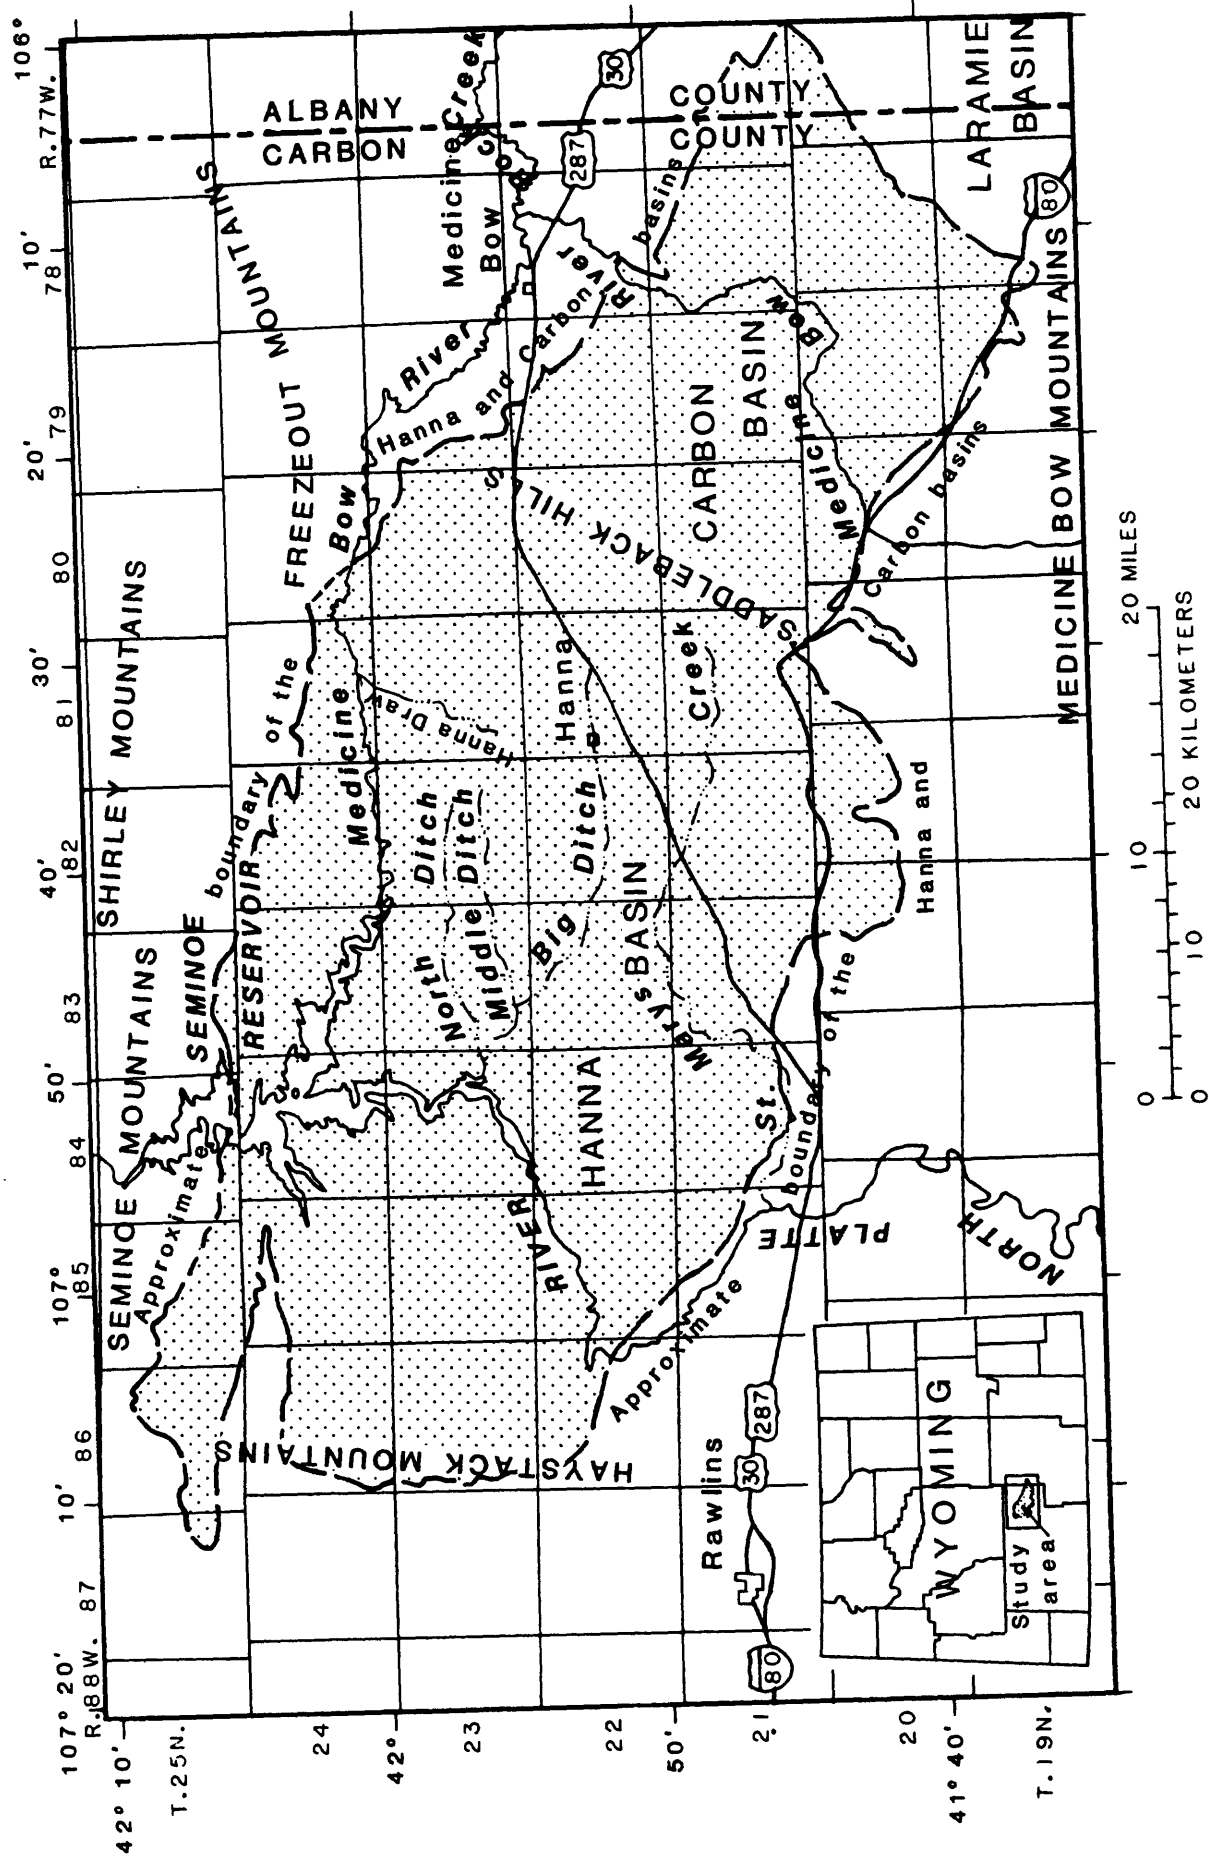 107° 20'
10'
107°
50'
40'
30'
20'
10'
106°
R.88W.
87
86
85
84
83
82
81
80
79
78
R.77W.
42° 10'
T.25N.
24
42°
23
22
50'
21
20
41° 40'
T.19N.
SEMINOE MOUNTAINS
MOUNTAINS
SHIRLEY MOUNTAINS
FREEZEOUT MOUNTAINS
MOUNTAINS
ALBANY COUNTY
CARBON COUNTY
Approximate boundary of the Hanna and Carbon basins
SEMINOE
RESERVOIR
Medicine Bow River
Medicine
Bow
Medicine
Creek
Hanna Draw
North Ditch
Middle Ditch
Big Ditch
Hanna
HANNA BASIN
St. Marys Creek
SADDLEBACK HILLS
CARBON
BASIN
Medicine Bow River
287
30
HAYSTACK MOUNTAINS
RIVER
PLATTE
NORTH
Approximate boundary of the Hanna and Carbon basins
Rawlins
30
287
80
80
LARAMIE
BASIN
MEDICINE BOW MOUNTAINS
WYOMING
Study
area
0 10 20 MILES
0 10 20 KILOMETERS